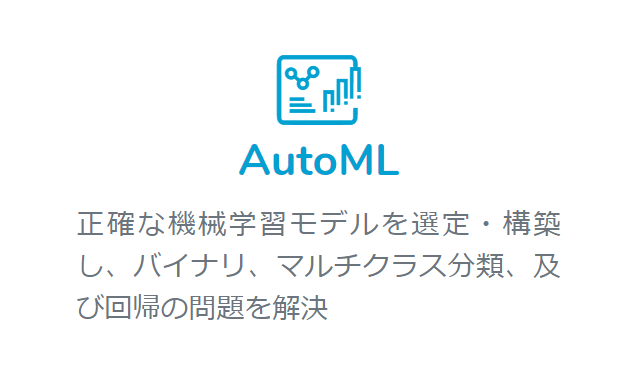 AutoML
正確な機械学習モデルを選定・構築
し、バイナリ、マルチクラス分類、及
び回帰の問題を解決